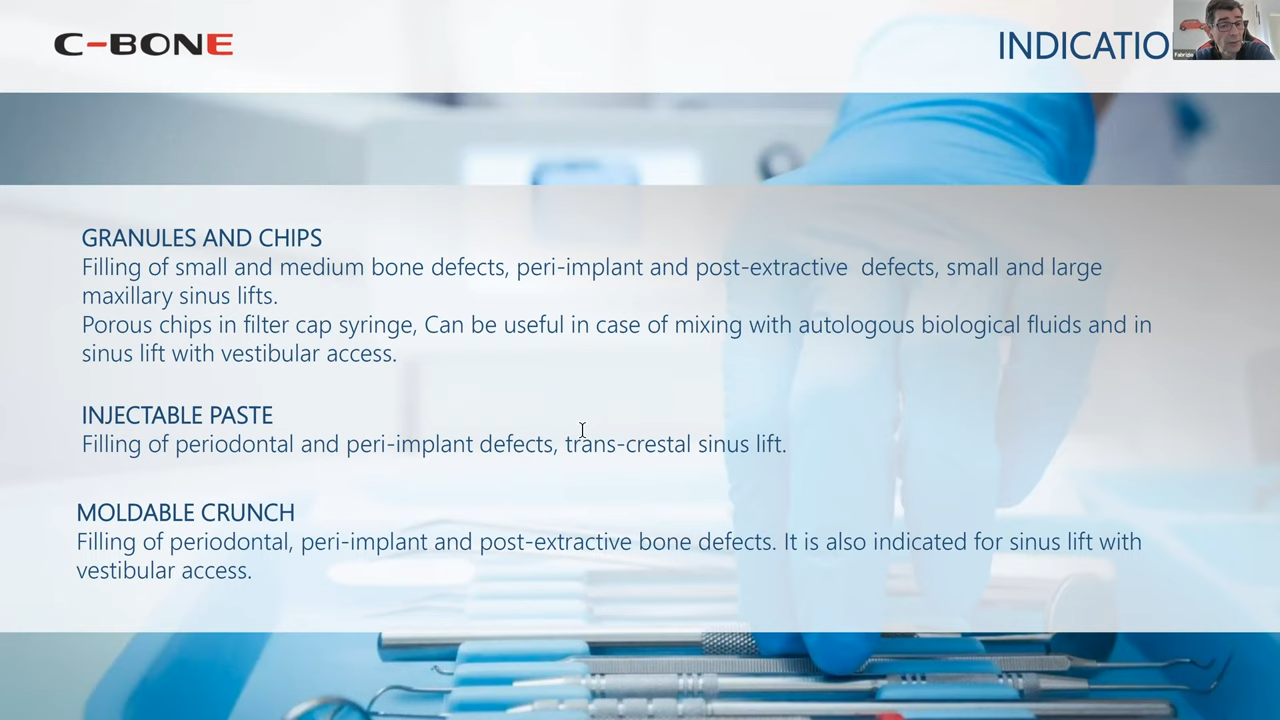 C-BONE
INDICATIO
Fabrizio
GRANULES AND CHIPS
Filling of small and medium bone defects, peri-implant and post-extractive  defects, small and large
maxillary sinus lifts.
Porous chips in filter cap syringe, Can be useful in case of mixing with autologous biological fluids and in
sinus lift with vestibular access.
INJECTABLE PASTE
Filling of periodontal and peri-implant defects, trans-crestal sinus lift.
MOLDABLE CRUNCH
Filling of periodontal, peri-implant and post-extractive bone defects. It is also indicated for sinus lift with
vestibular access.